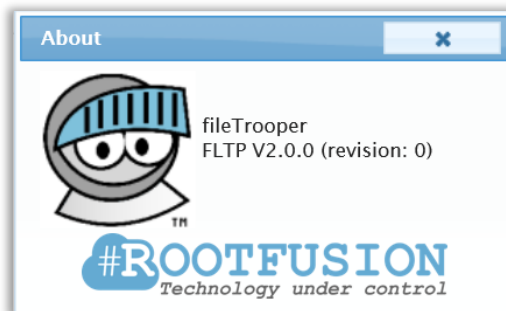 About
fileTrooper
FLTP V2.0.0 (revision: 0)
TM
#ROOTFUSION
Technology under control